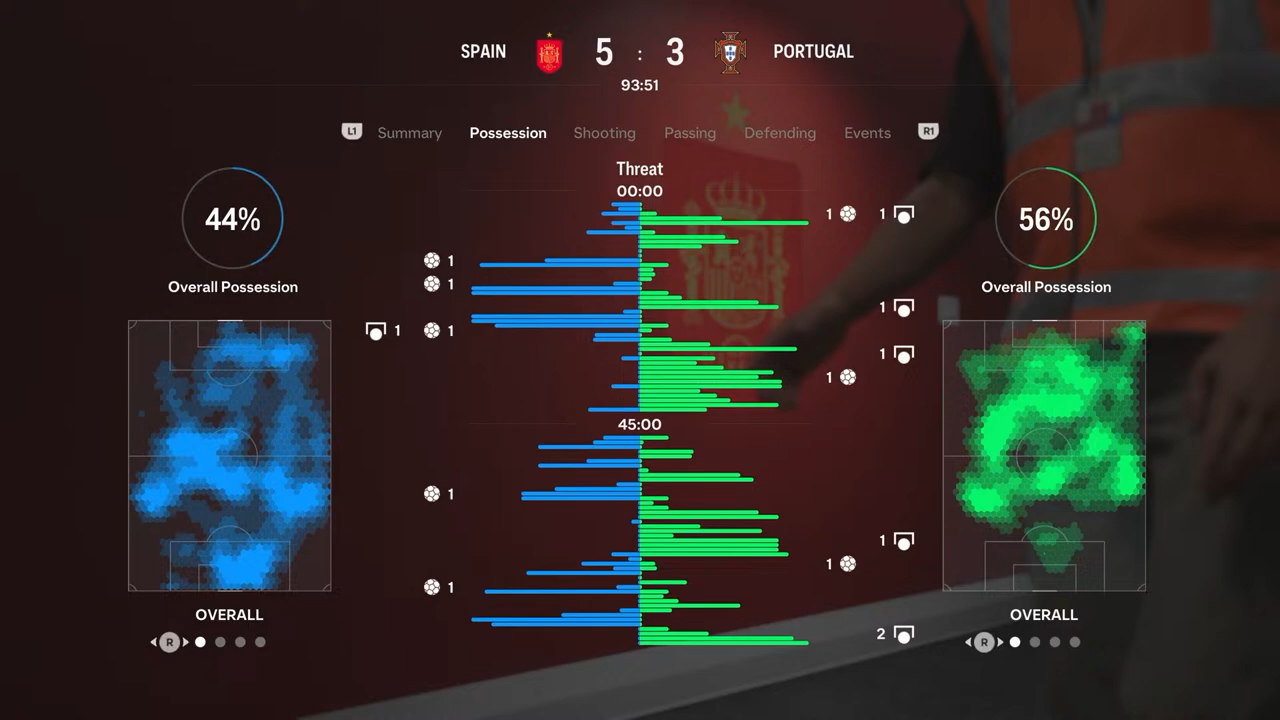 SPAIN 5 : 3 PORTUGAL
93:51
L1 Summary Possession Shooting Passing Defending Events R1
Threat
00:00
44%
Overall Possession
56%
Overall Possession
1 1
1
1
1
1 1
1
1
45:00
1
1
1
1
2
OVERALL
R
OVERALL
R